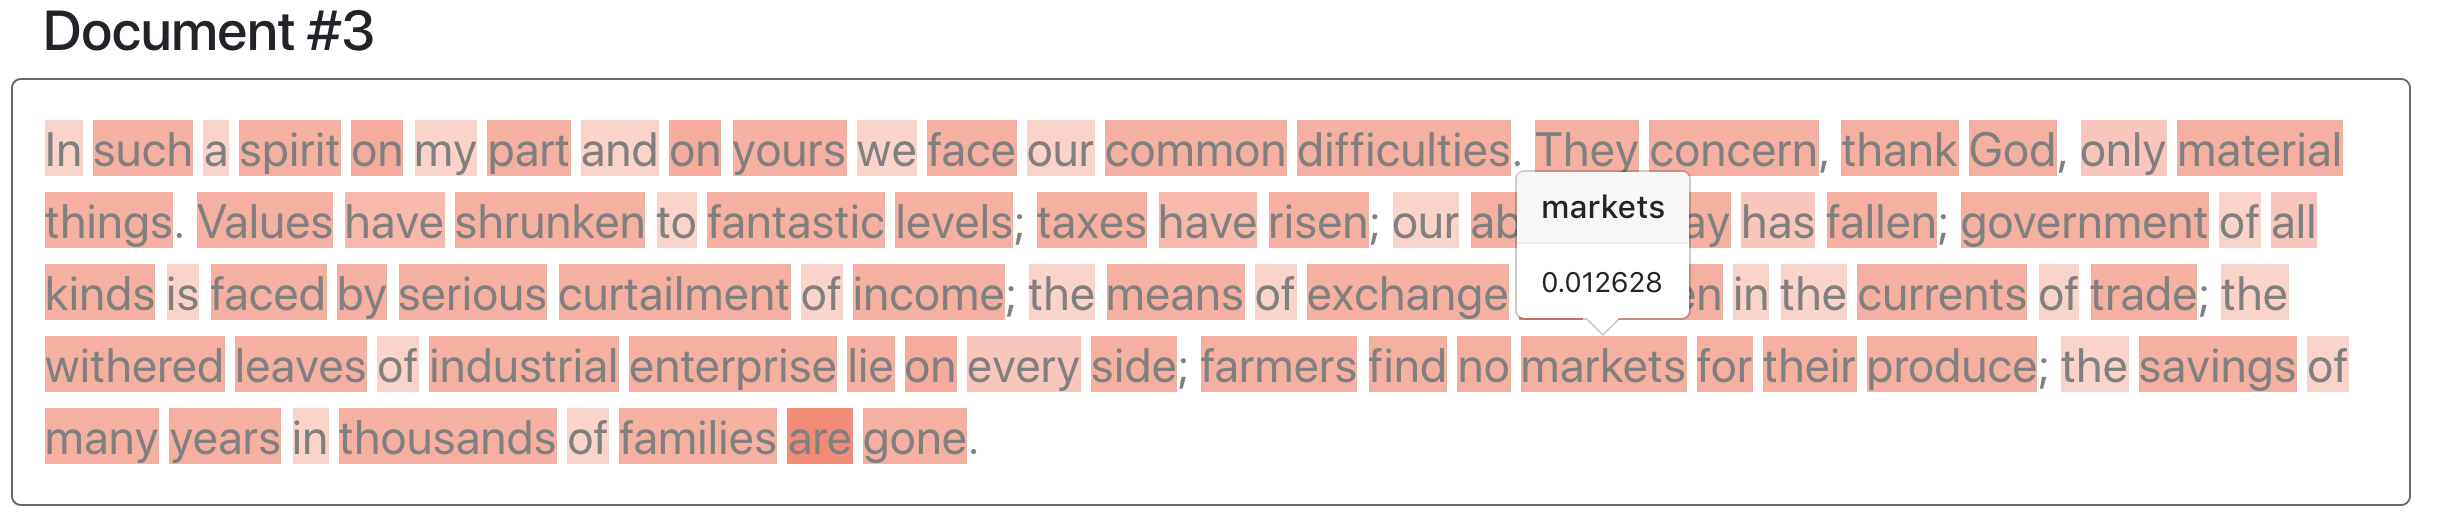 Document #3
In such a spirit on my part and on yours we face our common difficulties. They concern, thank God, only material
things. Values have shrunken to fantastic levels; taxes have risen; our ab ay has fallen; government of all
markets
kinds is faced by serious curtailment of income; the means of exchange en in the currents of trade; the
0.012628
withered leaves of industrial enterprise lie on every side; farmers find no markets for their produce; the savings of
many years in thousands of families are gone.